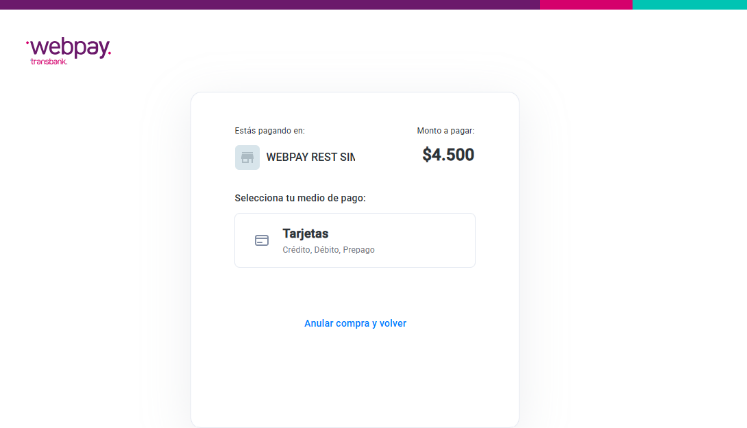 webpay.
transbank.
Estás pagando en:
Monto a pagar:
WEBPAY REST SIM
$4.500
Selecciona tu medio de pago:
Tarjetas
Crédito, Débito, Prepago
Anular compra y volver